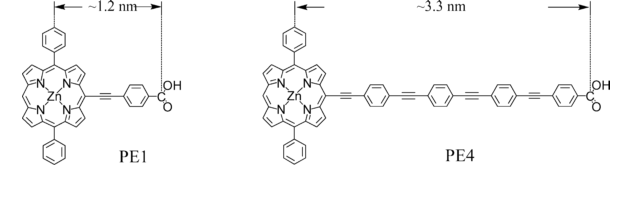 ~1.2 nm
~3.3 nm
N N
Zn
N N
C OH
O
N N
Zn
N N
C OH
O
PE1
PE4